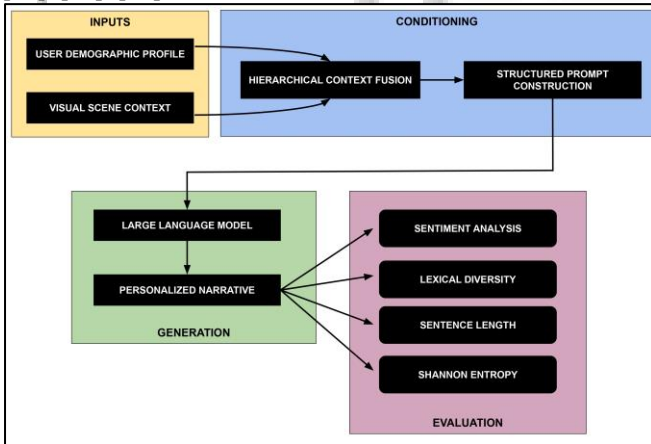 INPUTS
CONDITIONING
USER DEMOGRAPHIC PROFILE
VISUAL SCENE CONTEXT
HIERARCHICAL CONTEXT FUSION
STRUCTURED PROMPT
CONSTRUCTION
LARGE LANGUAGE MODEL
PERSONALIZED NARRATIVE
GENERATION
SENTIMENT ANALYSIS
LEXICAL DIVERSITY
SENTENCE LENGTH
SHANNON ENTROPY
EVALUATION